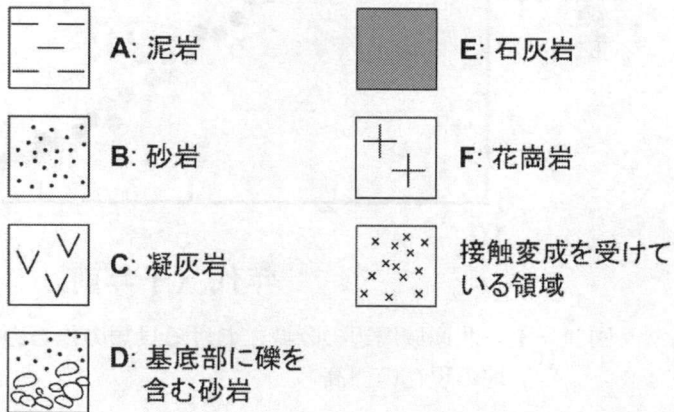 A: 泥岩
B: 砂岩
C: 凝灰岩
D: 基底部に礫を
含む砂岩
E: 石灰岩
F: 花崗岩
接触変成を受けて
いる領域